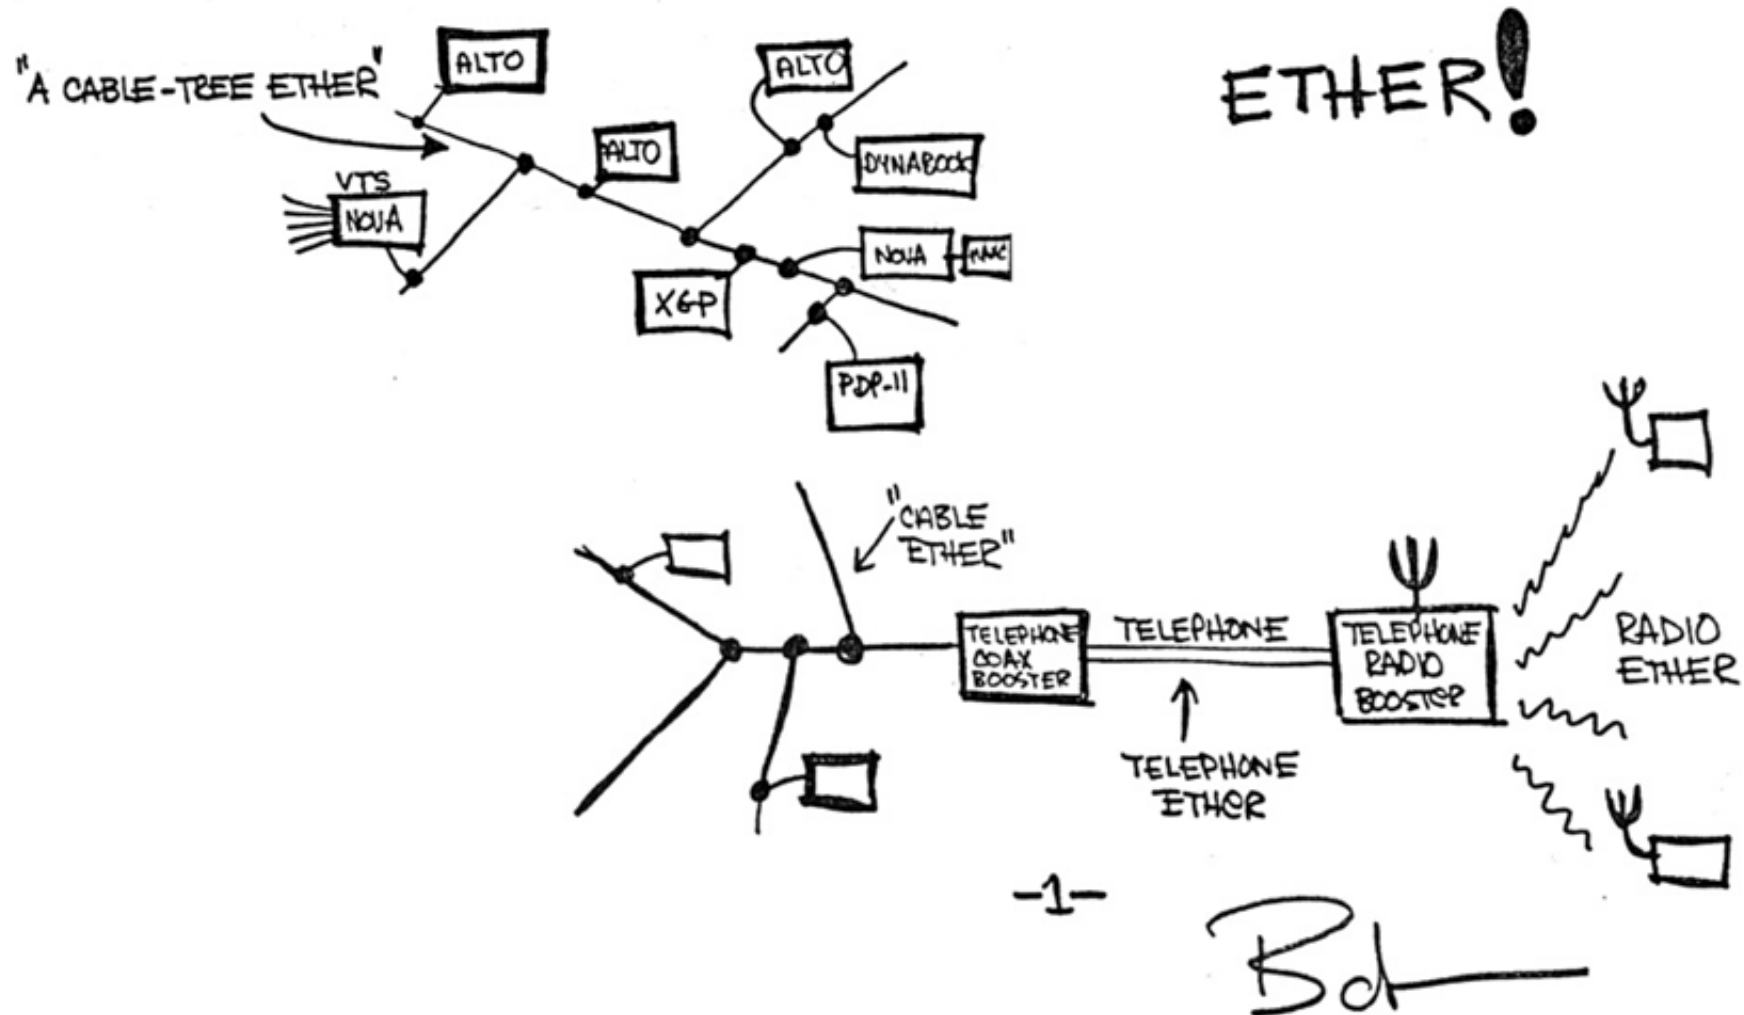 ETHER!
"A CABLE-TREE ETHER"
ALTO
ALTO
ALTO
DYNABOOK
VTS
NOVA
NOVA
XGP
PDP-11
"CABLE
ETHER"
TELEPHONE
COAX
BOOSTER
TELEPHONE
TELEPHONE
ETHER
TELEPHONE
RADIO
BOOSTER
RADIO
ETHER
-1-